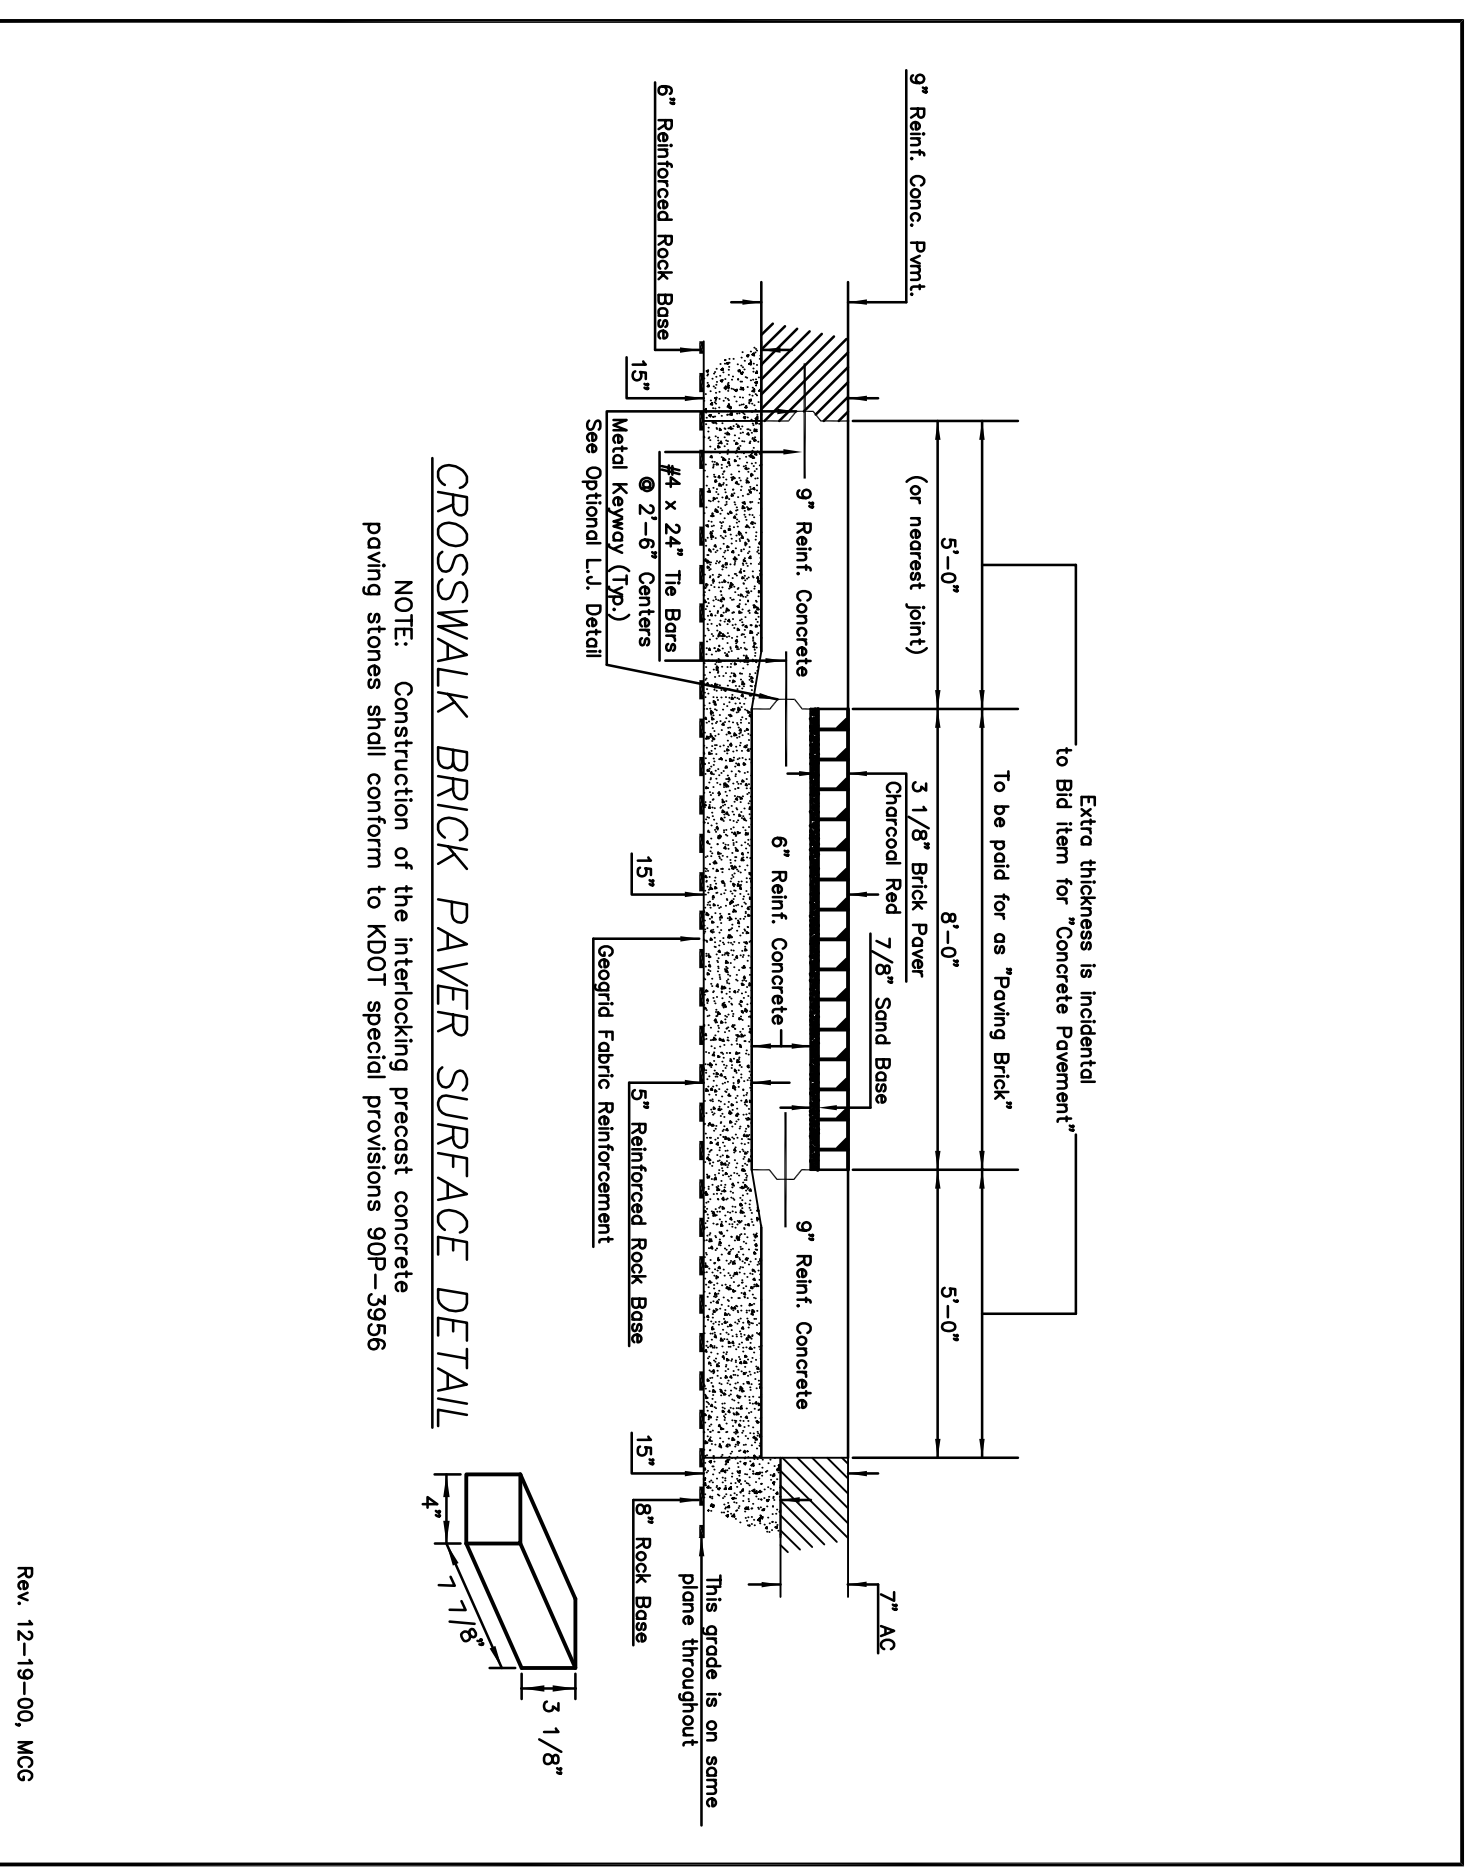 Extra thickness is incidental
to Bid item for "Concrete Pavement"
To be paid for as "Paving Brick"
5'-0"
8'-0"
5'-0"
(or nearest joint)
9" Reinf. Conc. Pvmt.
3 1/8" Brick Paver
Charcoal Red
7/8" Sand Base
7" AC
9" Reinf. Concrete
6" Reinf. Concrete
9" Reinf. Concrete
6" Reinforced Rock Base
15"
#4 x 24" Tie Bars
@ 2'-6" Centers
Metal Keyway (Typ.)
See Optional L.J. Detail
15"
Geogrid Fabric Reinforcement
5" Reinforced Rock Base
15"
8" Rock Base
This grade is on same
plane throughout
CROSSWALK BRICK PAVER SURFACE DETAIL
NOTE: Construction of the interlocking precast concrete
paving stones shall conform to KDOT special provisions 90P-3956
4"
7 7/8"
3 1/8"
Rev. 12-19-00, MCG